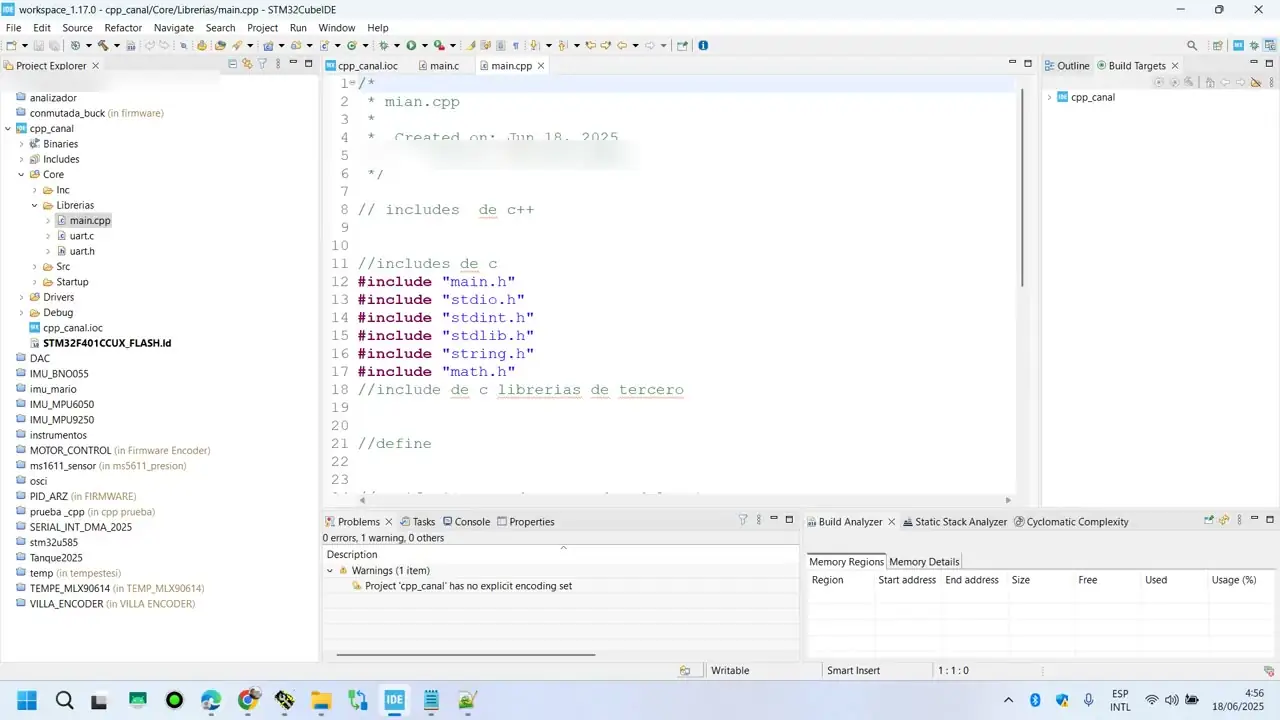 workspace_1.17.0 - cpp_canal/Core/Librerias/main.cpp - STM32CubeIDE
File Edit Source Refactor Navigate Search Project Run Window Help
Project Explorer
analizador
conmutada_buck (in firmware)
cpp_canal
Binaries
Includes
Core
Inc
Librerias
main.cpp
uart.c
uart.h
Src
Startup
Drivers
Debug
cpp_canal.ioc
STM32F401CCUX_FLASH.ld
DAC
IMU_BNO055
imu_mario
IMU_MPU6050
IMU_MPU9250
instrumentos
MOTOR_CONTROL (in Firmware Encoder)
ms1611_sensor (in ms5611_presion)
osci
PID_ARZ (in FIRMWARE)
prueba _cpp (in cpp prueba)
SERIAL_INT_DMA_2025
stm32u585
Tanque2025
temp (in tempestesi)
TEMPE_MLX90614 (in TEMP_MLX90614)
VILLA_ENCODER (in VILLA ENCODER)
cpp_canal.ioc main.c main.cpp
1 /*
2 * mian.cpp
3 *
4 * Created on: Jun 18, 2025
5
6 */
7
8 // includes de c++
9
10
11 //includes de c
12 #include "main.h"
13 #include "stdio.h"
14 #include "stdint.h"
15 #include "stdlib.h"
16 #include "string.h"
17 #include "math.h"
18 //include de c librerias de tercero
19
20
21 //define
22
23
Outline Build Targets
cpp_canal
Problems Tasks Console Properties
0 errors, 1 warning, 0 others
Description
Warnings (1 item)
Project 'cpp_canal' has no explicit encoding set
Build Analyzer Static Stack Analyzer Cyclomatic Complexity
Memory Regions Memory Details
Region Start address End address Size Free Used Usage (%)
Writable Smart Insert 1 : 1 : 0
IDE
ESP
INTL
4:56
18/06/2025